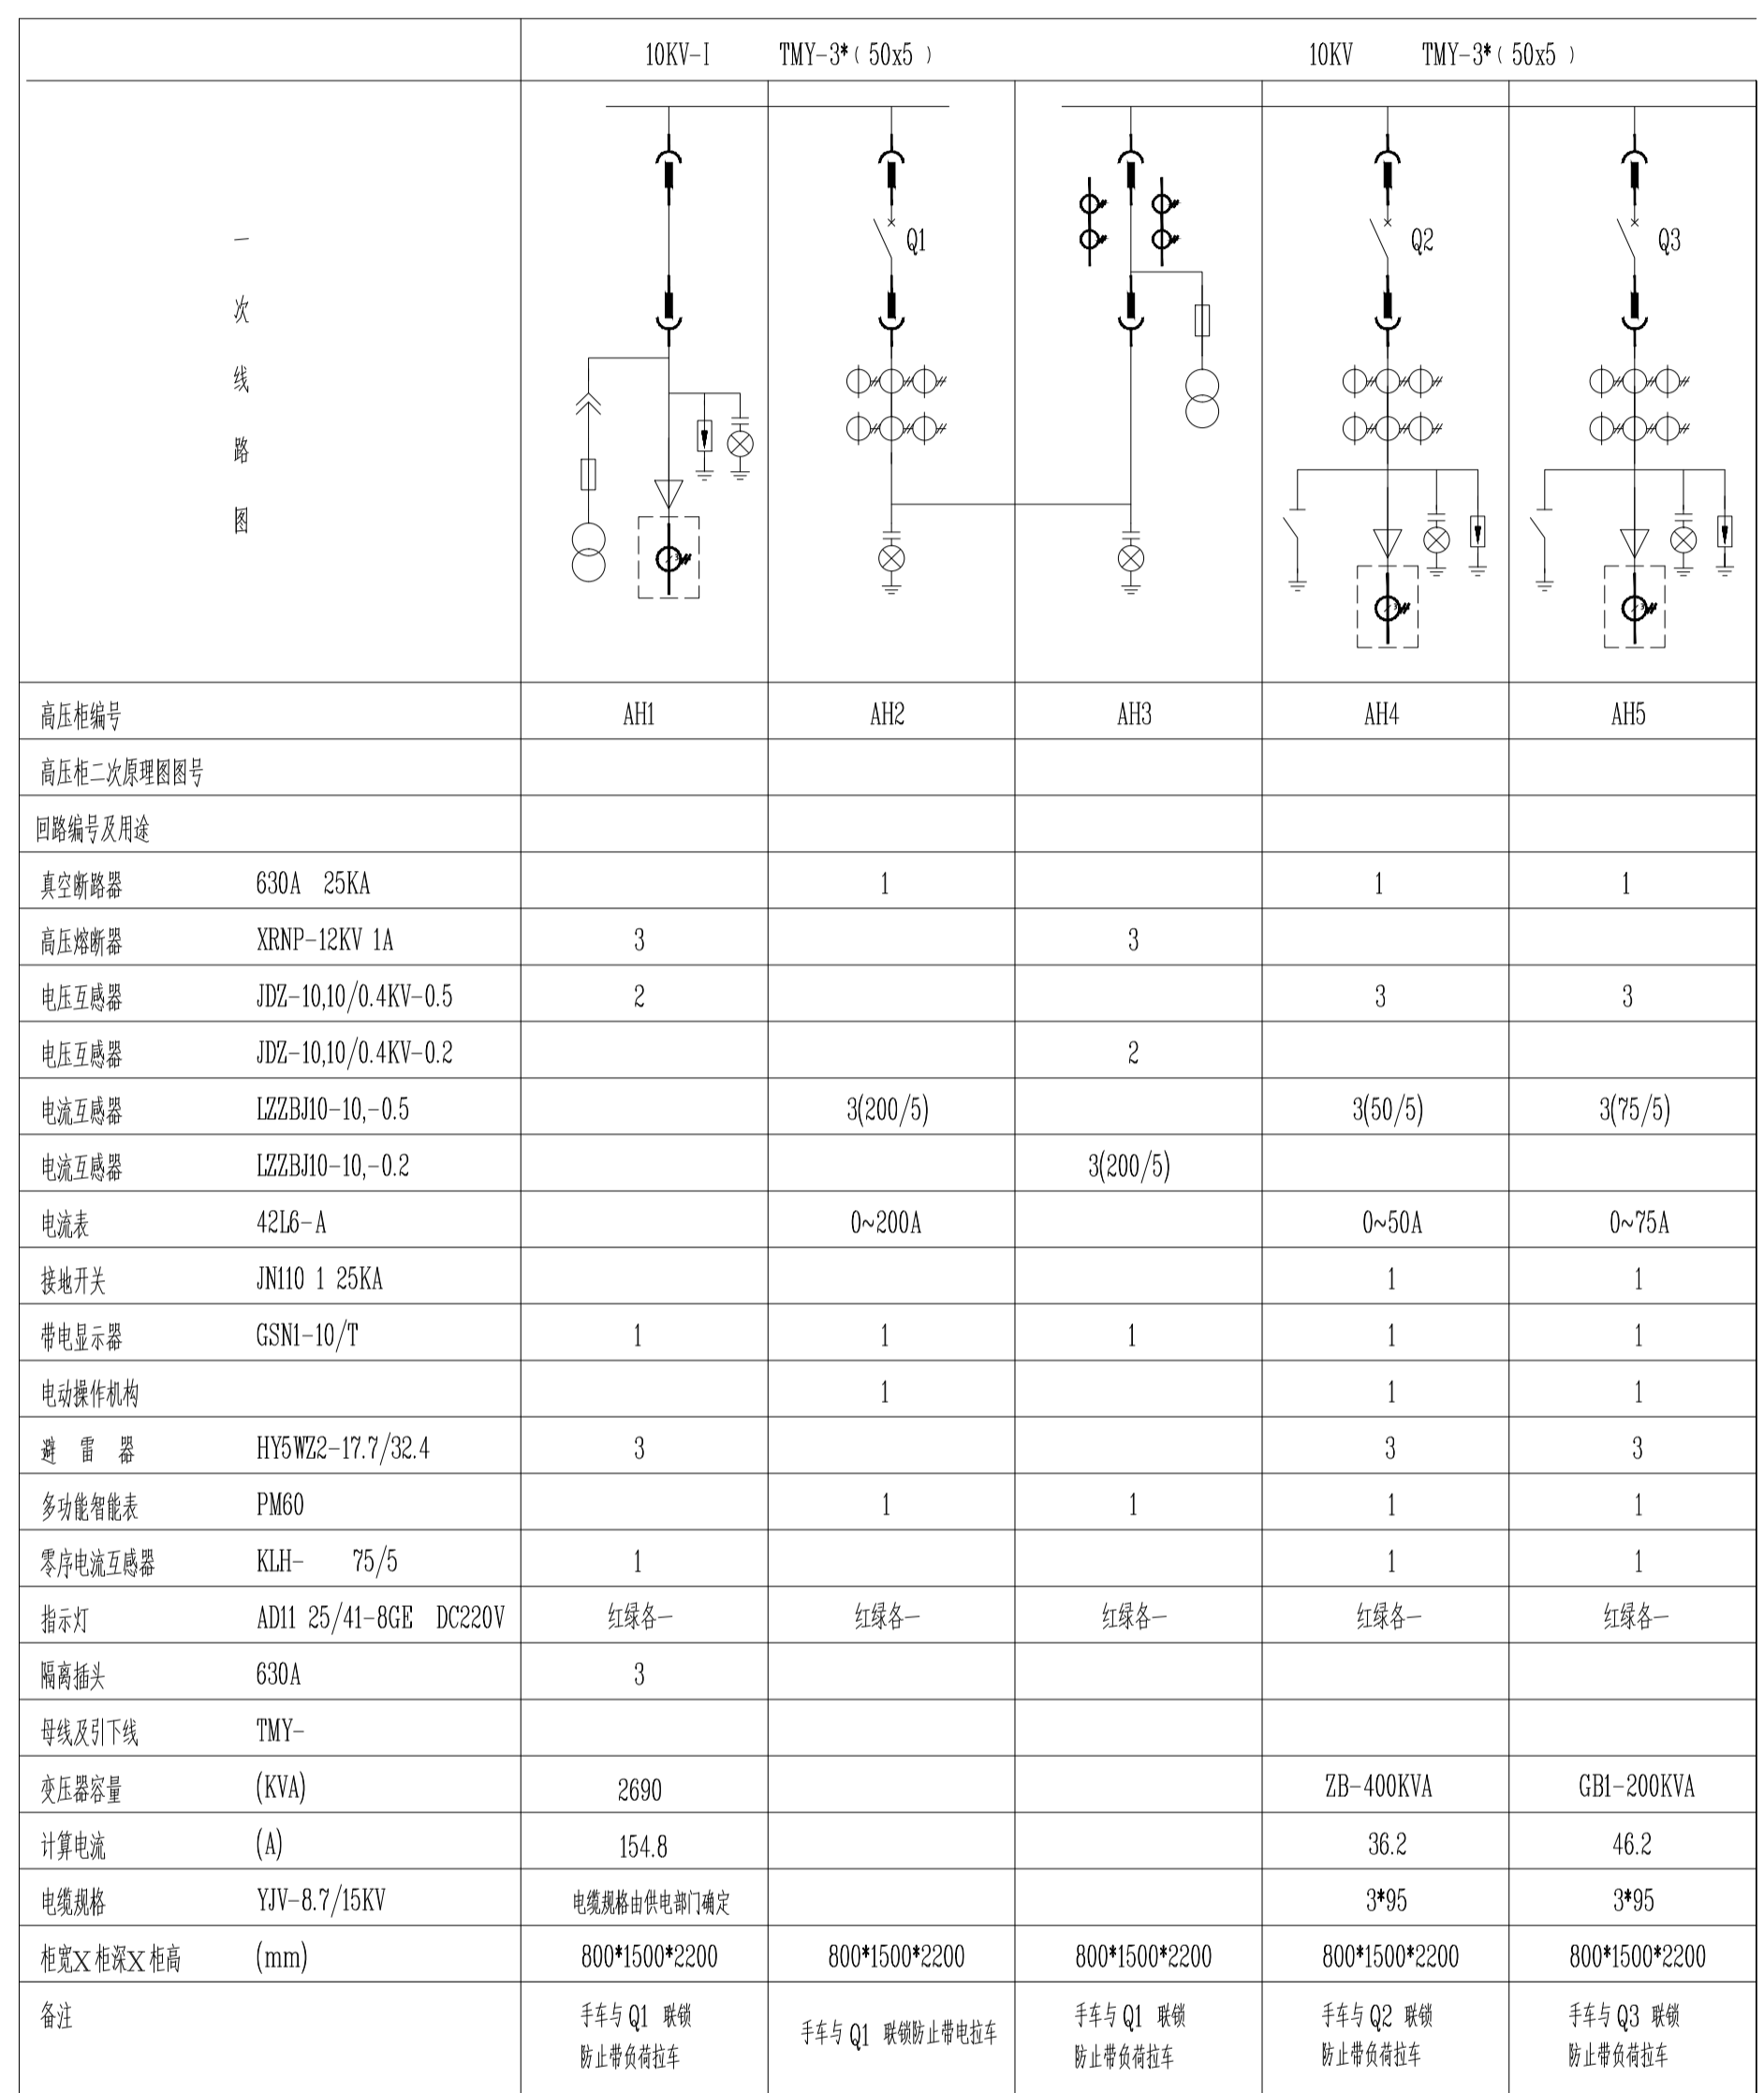 10KV-I TMY-3*(50x5) 10KV TMY-3*(50x5)
一次线路图
Q1 Q2 Q3
高压柜编号 AH1 AH2 AH3 AH4 AH5
高压柜二次原理图图号
回路编号及用途
真空断路器 630A 25KA 1 1 1
高压熔断器 XRNP-12KV 1A 3 3
电压互感器 JDZ-10,10/0.4KV-0.5 2 3 3
电压互感器 JDZ-10,10/0.4KV-0.2 2
电流互感器 LZZBJ10-10,-0.5 3(200/5) 3(50/5) 3(75/5)
电流互感器 LZZBJ10-10,-0.2 3(200/5)
电流表 42L6-A 0~200A 0~50A 0~75A
接地开关 JN110 1 25KA 1 1
带电显示器 GSN1-10/T 1 1 1 1 1
电动操作机构 1 1 1
避雷器 HY5WZ2-17.7/32.4 3 3 3
多功能智能表 PM60 1 1 1 1
零序电流互感器 KLH- 75/5 1 1 1
指示灯 AD11 25/41-8GE DC220V 红绿各一 红绿各一 红绿各一 红绿各一 红绿各一
隔离插头 630A 3
母线及引下线 TMY-
变压器容量 (KVA) 2690 ZB-400KVA GB1-200KVA
计算电流 (A) 154.8 36.2 46.2
电缆规格 YJV-8.7/15KV 电缆规格由供电部门确定 3*95 3*95
柜宽X柜深X柜高 (mm) 800*1500*2200 800*1500*2200 800*1500*2200 800*1500*2200 800*1500*2200
备注 手车与Q1 联锁 手车与Q1 联锁防止带电拉车 手车与Q1 联锁 手车与Q2 联锁 手车与Q3 联锁
防止带负荷拉车 防止带负荷拉车 防止带负荷拉车 防止带负荷拉车